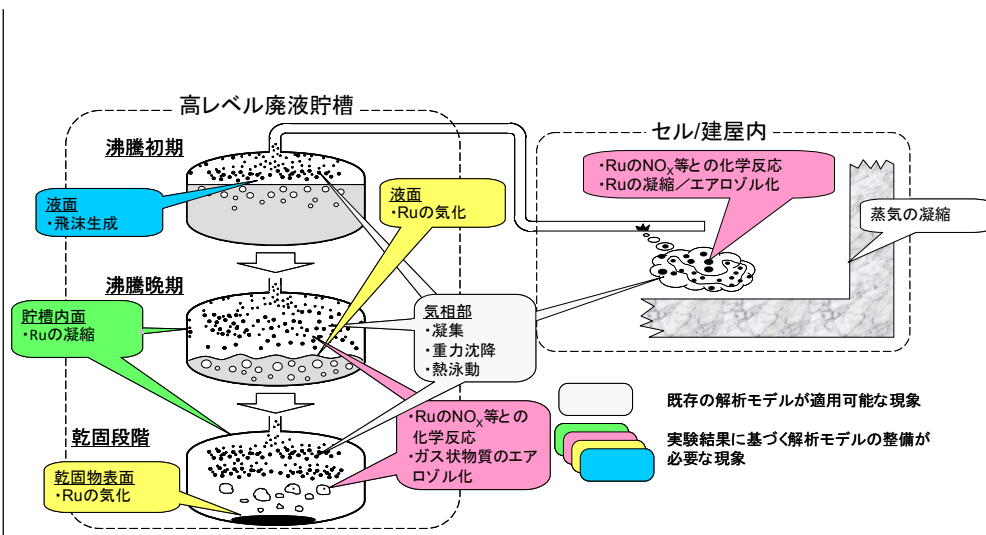 高レベル廃液貯槽
沸騰初期
液面
・飛沫生成
液面
・Ruの気化
沸騰晩期
貯槽内面
・Ruの凝縮
気相部
・凝集
・重力沈降
・熱泳動
乾固段階
・RuのNOX等との
化学反応
・ガス状物質のエア
ロゾル化
乾固物表面
・Ruの気化
セル/建屋内
・RuのNOX等との化学反応
・Ruの凝縮／エアロゾル化
蒸気の凝縮
既存の解析モデルが適用可能な現象
実験結果に基づく解析モデルの整備が
必要な現象